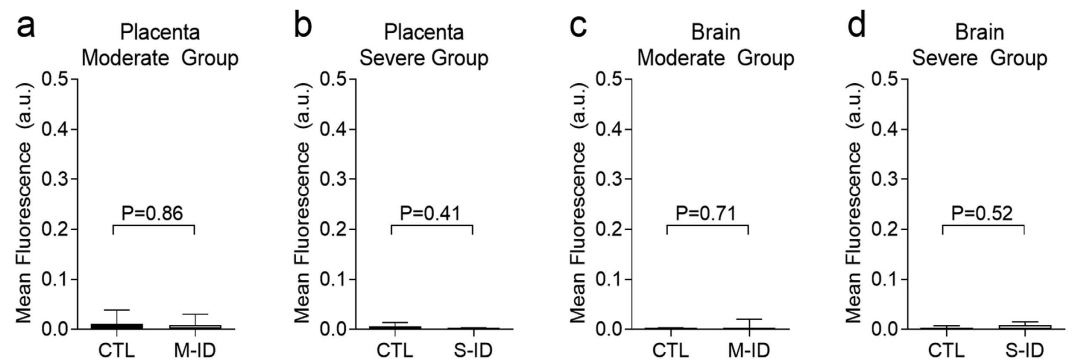 a
Placenta
Moderate Group
Mean Fluorescence (a.u.)
0.5
0.4
0.3
0.2
0.1
0.0
P=0.86
CTL M-ID
b
Placenta
Severe Group
Mean Fluorescence (a.u.)
0.5
0.4
0.3
0.2
0.1
0.0
P=0.41
CTL S-ID
c
Brain
Moderate Group
Mean Fluorescence (a.u.)
0.5
0.4
0.3
0.2
0.1
0.0
P=0.71
CTL M-ID
d
Brain
Severe Group
Mean Fluorescence (a.u.)
0.5
0.4
0.3
0.2
0.1
0.0
P=0.52
CTL S-ID